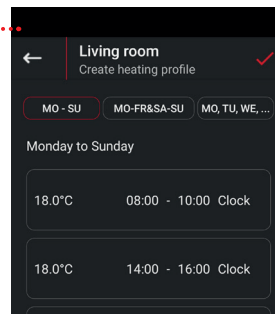 Living room
Create heating profile
MO - SU MO-FR&SA-SU MO, TU, WE, ...
Monday to Sunday
18.0°C 08:00 - 10:00 Clock
18.0°C 14:00 - 16:00 Clock